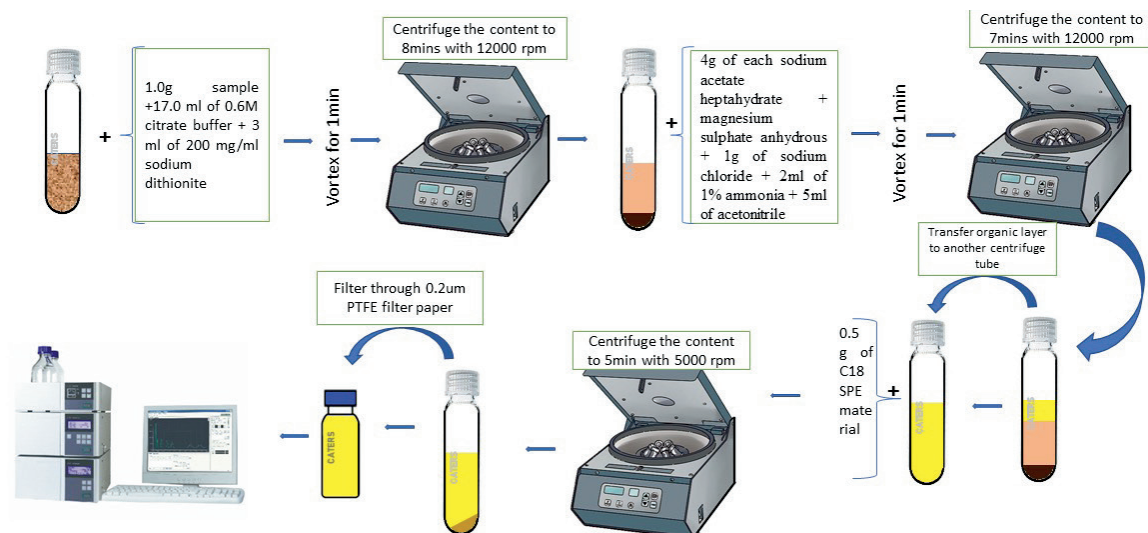 Centrifuge the content to
8mins with 12000 rpm
Centrifuge the content to
7mins with 12000 rpm
CATERS
+
1.0g sample
+17.0 ml of 0.6M
citrate buffer + 3
ml of 200 mg/ml
sodium
dithionite
Vortex for 1min
CATERS
+
4g of each sodium
acetate
heptahydrate +
magnesium
sulphate anhydrous
+ 1g of sodium
chloride + 2ml of
1% ammonia + 5ml
of acetonitrile
Vortex for 1min
Transfer organic layer
to another centrifuge
tube
CATERS
CATERS
+
0.5
g of
C18
SPE
mate
rial
Centrifuge the content
to 5min with 5000 rpm
Filter through 0.2um
PTFE filter paper
CATERS
CATERS